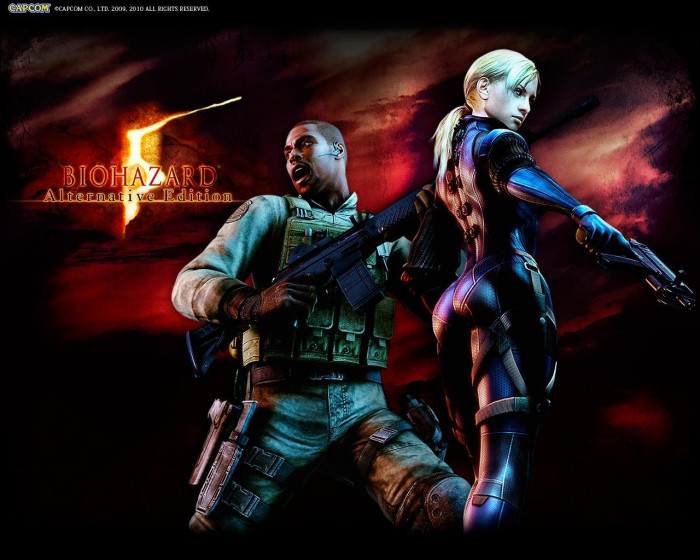 CAPCOM ©CAPCOM CO., LTD. 2009, 2010 ALL RIGHTS RESERVED.
5
BIOHAZARD®
Alternative Edition